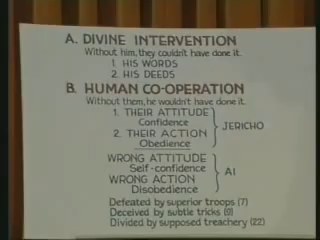 A. DIVINE INTERVENTION
Without him, they couldn't have done it.
1. HIS WORDS
2. HIS DEEDS
B. HUMAN CO-OPERATION
Without them, he wouldn't have done it.
1. THEIR ATTITUDE
Confidence
2. THEIR ACTION
Obedience
JERICHO
WRONG ATTITUDE
Self-confidence
WRONG ACTION
Disobedience
AI
Defeated by superior troops (7)
Deceived by subtle tricks (9)
Divided by supposed treachery (22)